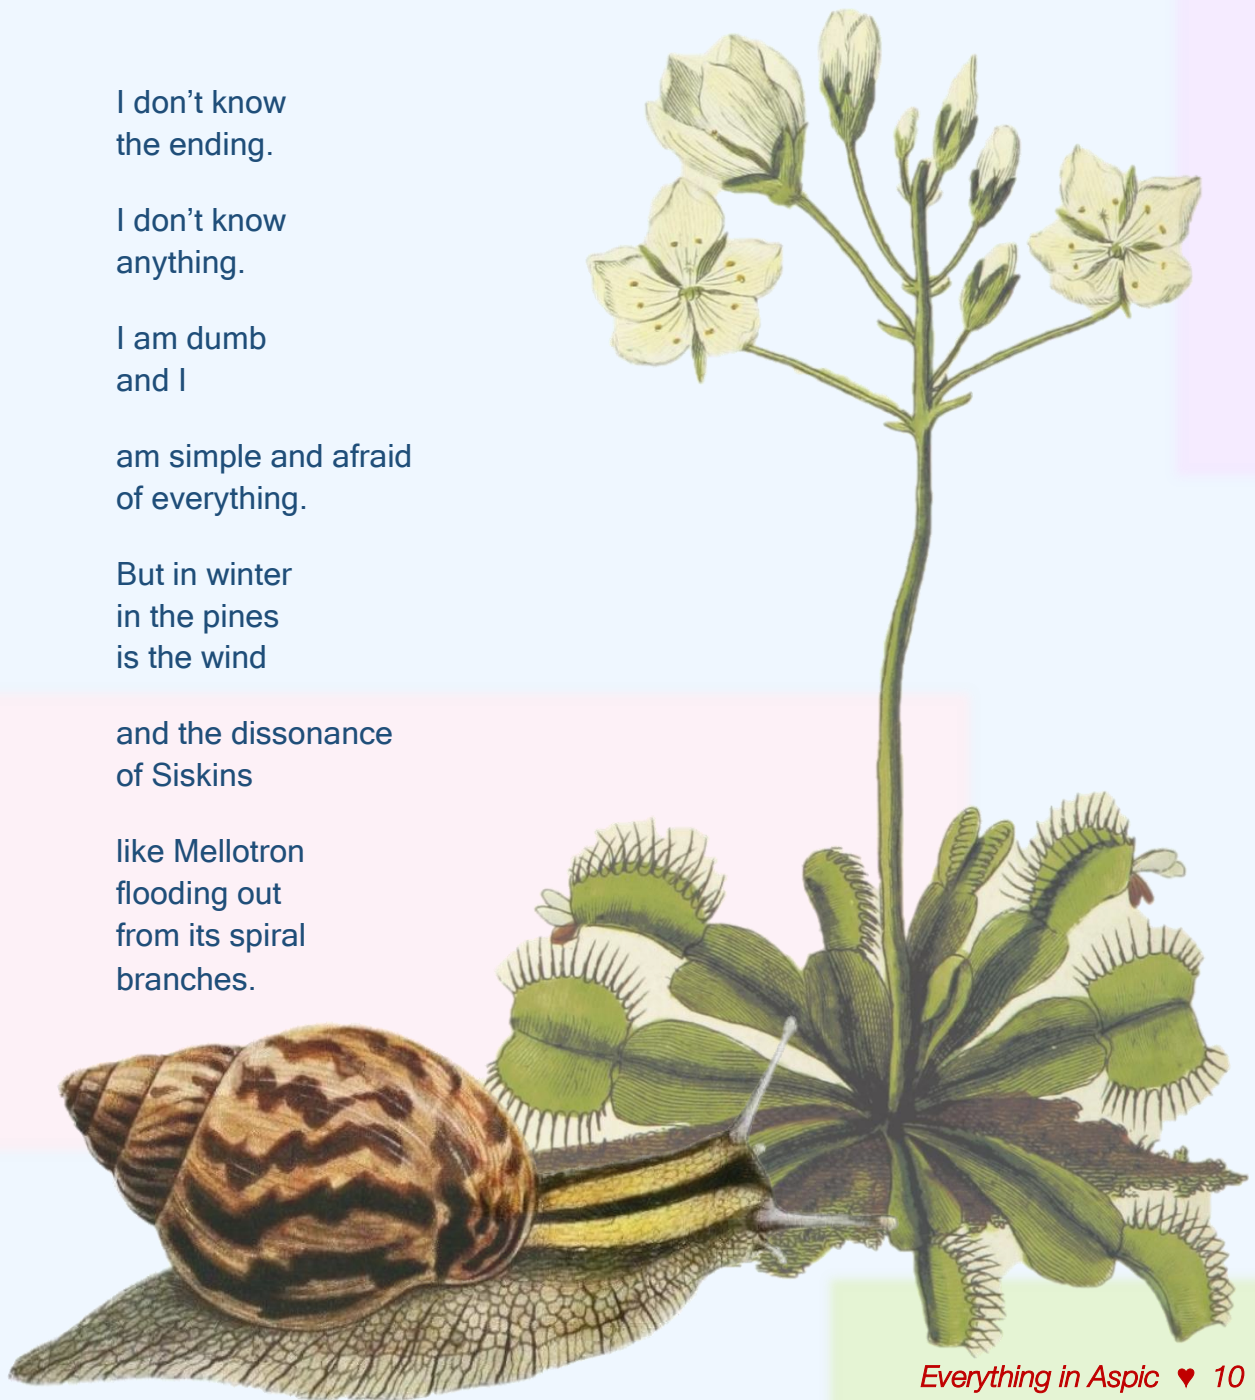 I don’t know
the ending.
I don’t know
anything.
I am dumb
and I
am simple and afraid
of everything.
But in winter
in the pines
is the wind
and the dissonance
of Siskins
like Mellotron
flooding out
from its spiral
branches.
Everything in Aspic ♥ 10